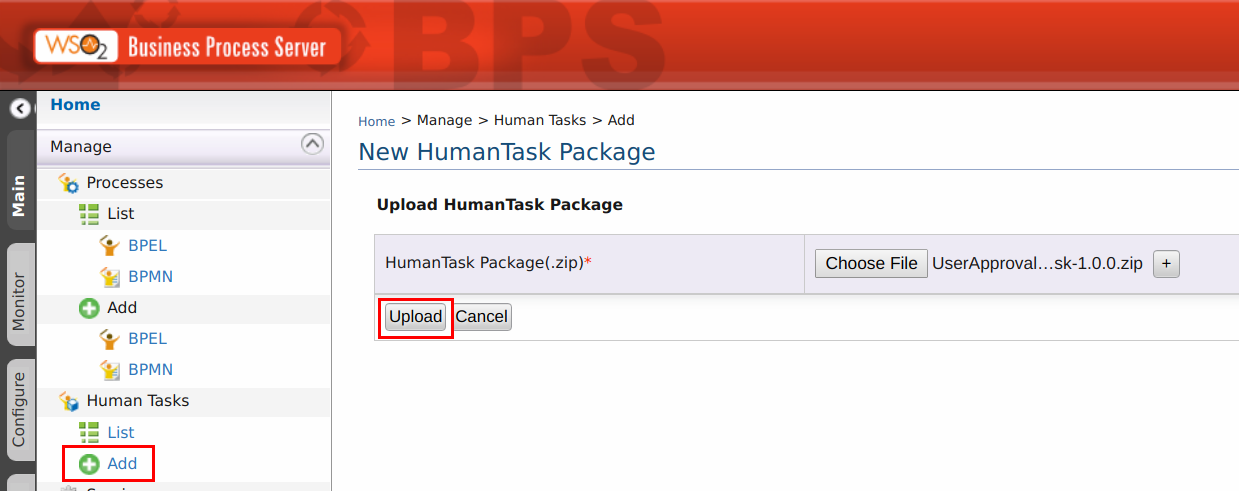 BPS
WSO2 Business Process Server
Home
Manage
Processes
List
BPEL
BPMN
Add
BPEL
BPMN
Human Tasks
List
Add
Main
Monitor
Configure
Home > Manage > Human Tasks > Add
New HumanTask Package
Upload HumanTask Package
HumanTask Package(.zip)* Choose File UserApproval...sk-1.0.0.zip +
Upload Cancel